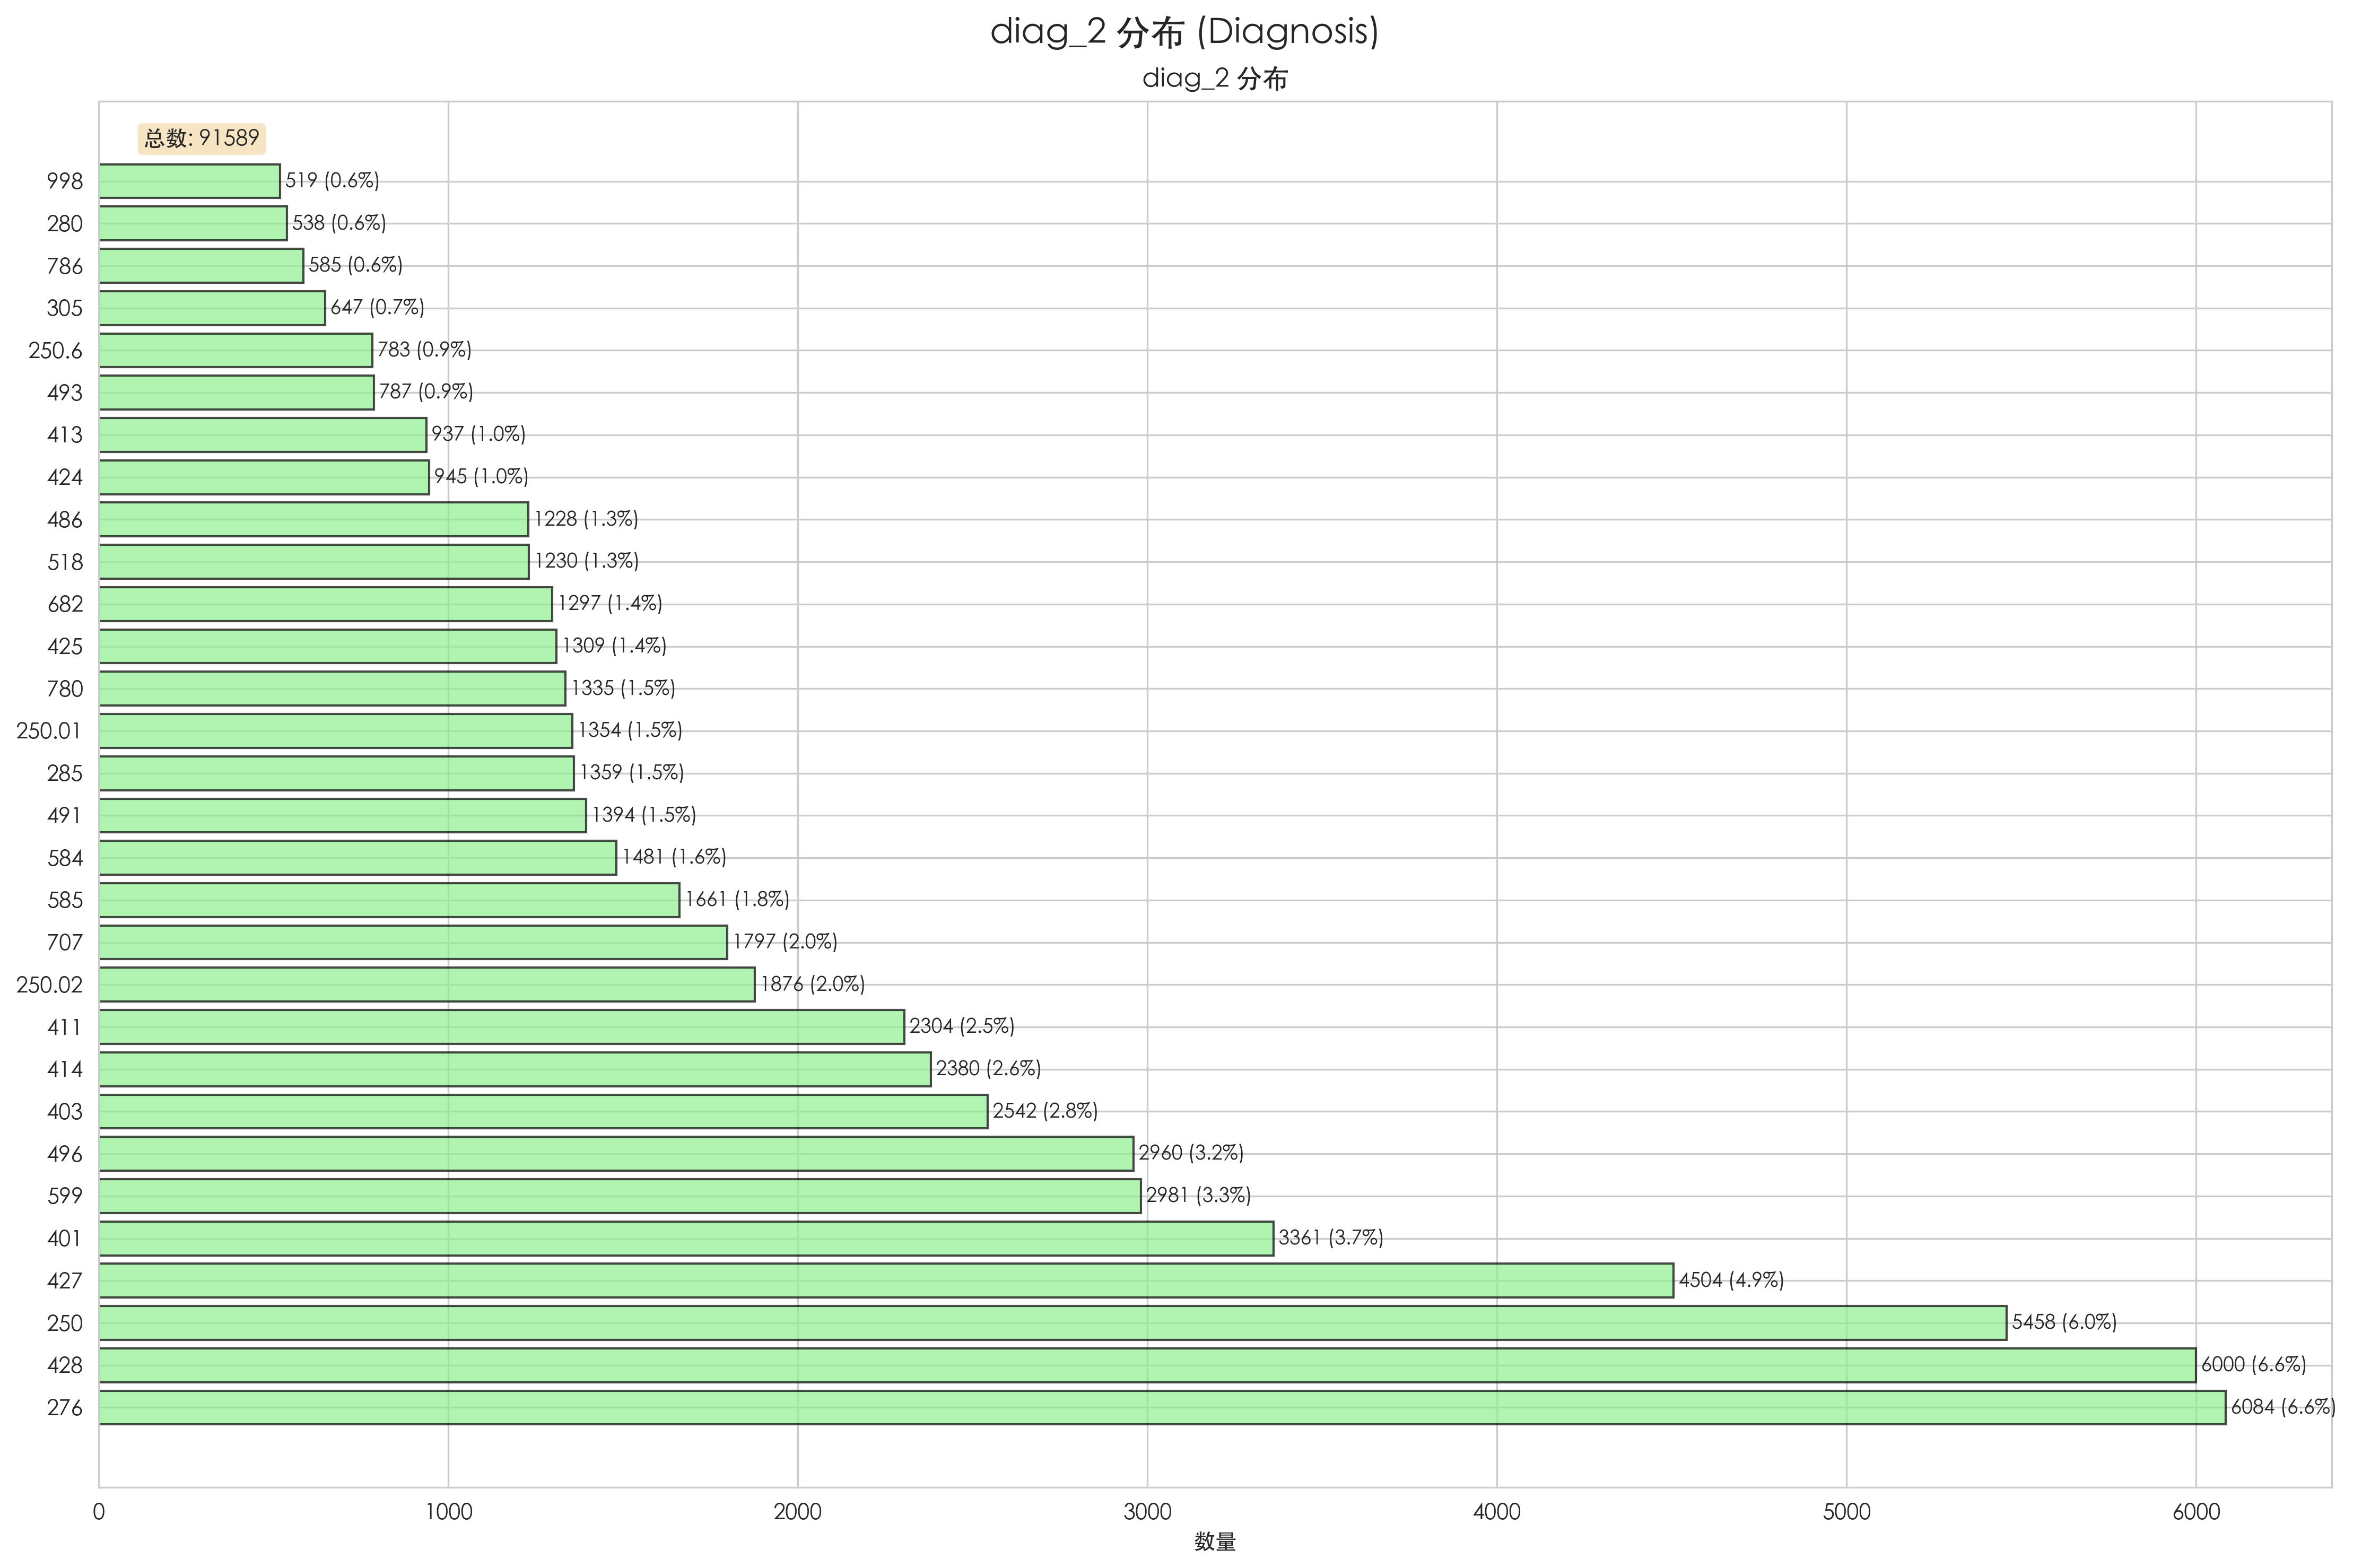 diag_2 分布 (Diagnosis)
diag_2 分布
总数: 91589
998 519 (0.6%)
280 538 (0.6%)
786 585 (0.6%)
305 647 (0.7%)
250.6 783 (0.9%)
493 787 (0.9%)
413 937 (1.0%)
424 945 (1.0%)
486 1228 (1.3%)
518 1230 (1.3%)
682 1297 (1.4%)
425 1309 (1.4%)
780 1335 (1.5%)
250.01 1354 (1.5%)
285 1359 (1.5%)
491 1394 (1.5%)
584 1481 (1.6%)
585 1661 (1.8%)
707 1797 (2.0%)
250.02 1876 (2.0%)
411 2304 (2.5%)
414 2380 (2.6%)
403 2542 (2.8%)
496 2960 (3.2%)
599 2981 (3.3%)
401 3361 (3.7%)
427 4504 (4.9%)
250 5458 (6.0%)
428 6000 (6.6%)
276 6084 (6.6%)
0 1000 2000 3000 4000 5000 6000
数量